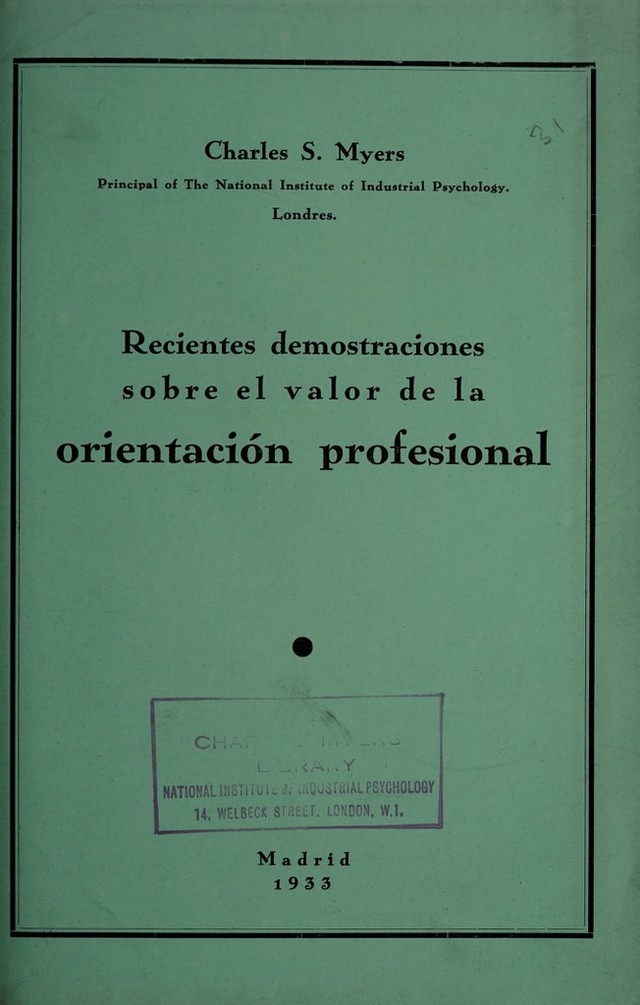 Charles S. Myers
Principal of The National Institute of Industrial Psychology.
Londres.
Recientes demostraciones
sobre el valor de la
orientación profesional
NATIONAL INSTITUTE OF INDUSTRIAL PSYCHOLOGY
14, WELBECK STREET, LONDON, W.1.
Madrid
1933